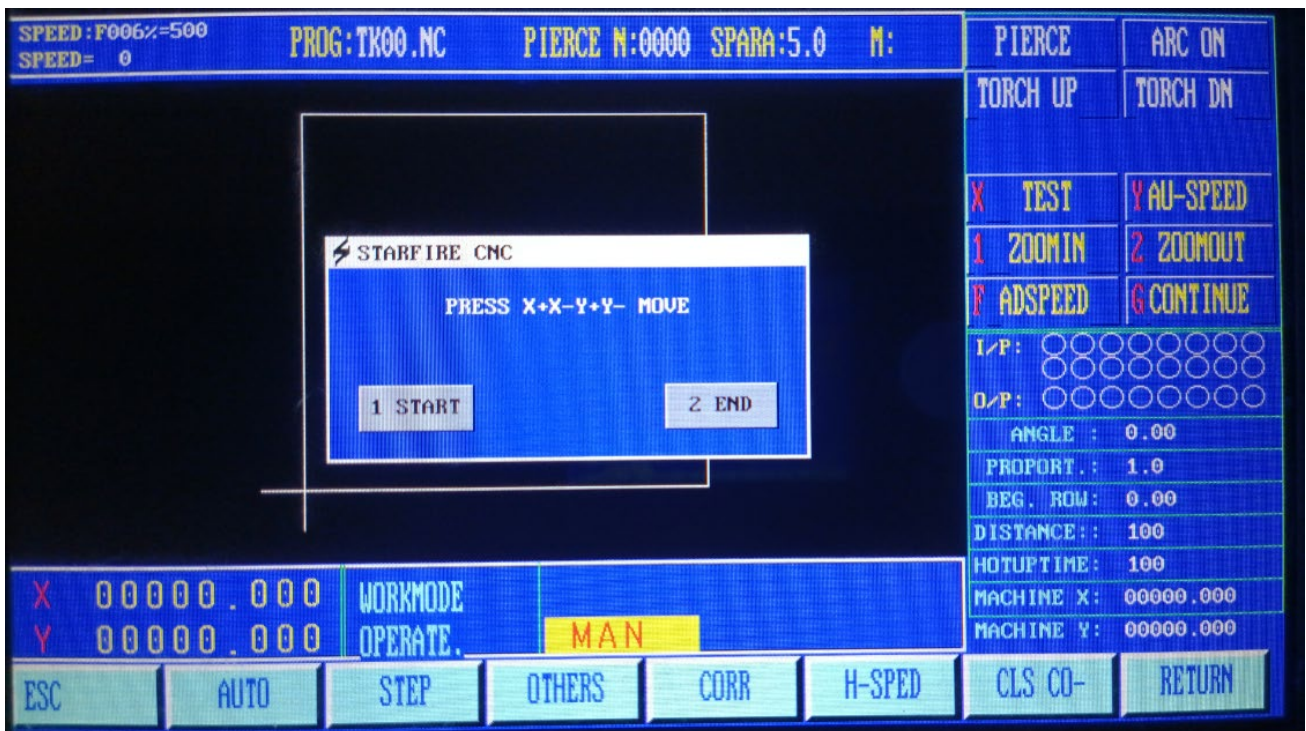 SPEED:F006%=500
SPEED= 0
PROG:TK00.NC PIERCE N:0000 SPARA:5.0 M:
PIERCE ARC ON
TORCH UP TORCH DN
X TEST Y AU-SPEED
1 ZOOMIN 2 ZOOMOUT
F ADSPEED G CONTINUE
STARFIRE CNC
PRESS X+X-Y+Y- MOVE
1 START 2 END
I/P:
O/P:
ANGLE : 0.00
PROPORT.: 1.0
BEG. ROW: 0.00
DISTANCE:: 100
HOTUPTIME: 100
MACHINE X: 00000.000
MACHINE Y: 00000.000
X 00000.000 WORKMODE
Y 00000.000 OPERATE. MAN
ESC AUTO STEP OTHERS CORR H-SPED CLS CO- RETURN